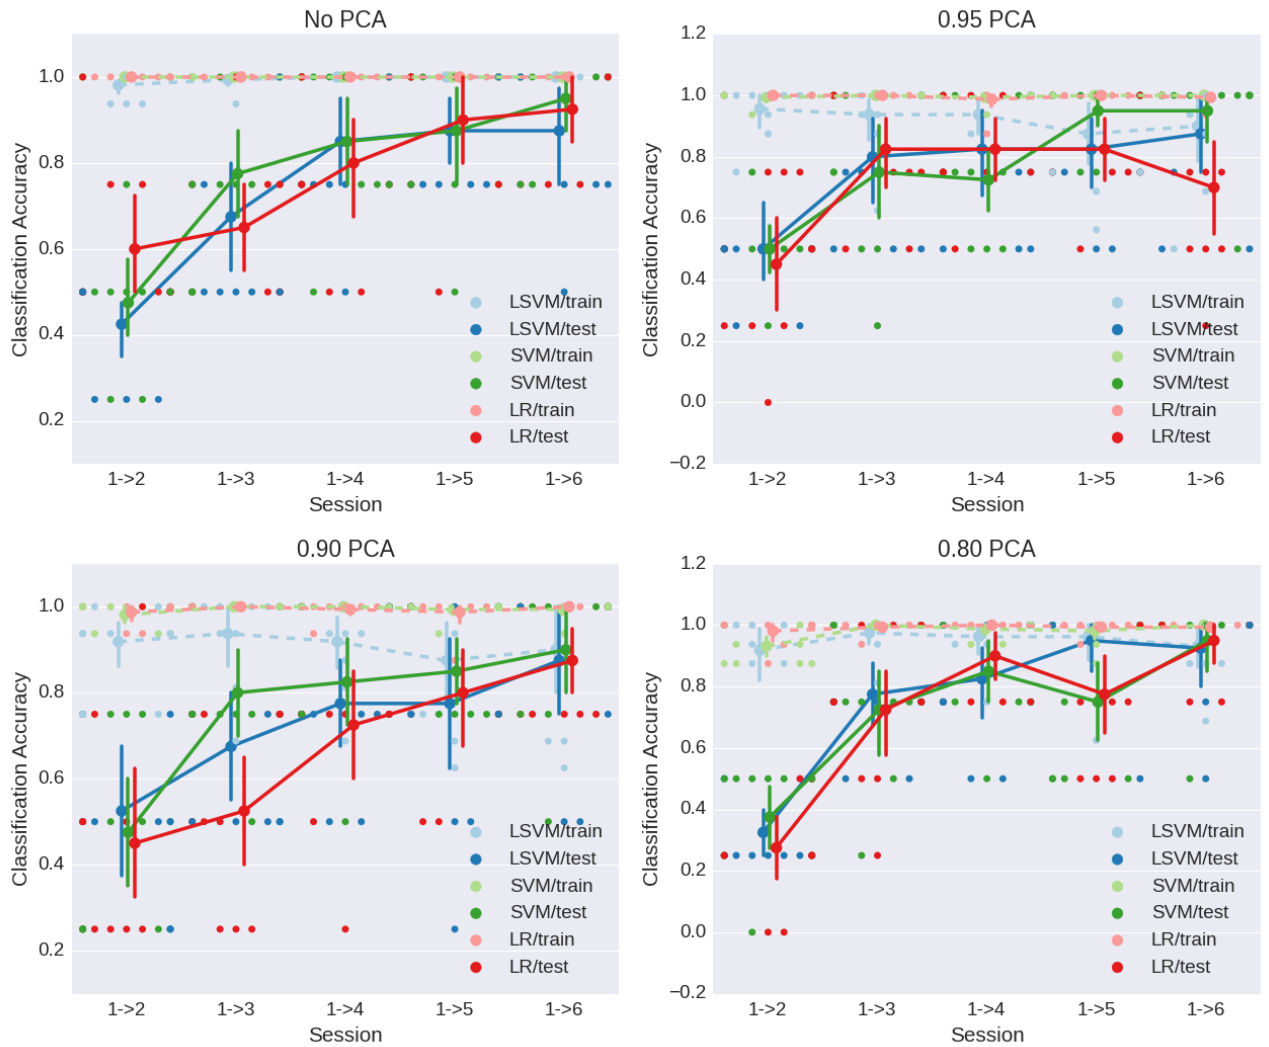 No PCA
Classification Accuracy
1.0
0.8
0.6
0.4
0.2
LSVM/train
LSVM/test
SVM/train
SVM/test
LR/train
LR/test
1->2 1->3 1->4 1->5 1->6
Session
0.95 PCA
Classification Accuracy
1.2
1.0
0.8
0.6
0.4
0.2
0.0
−0.2
LSVM/train
LSVM/test
SVM/train
SVM/test
LR/train
LR/test
1->2 1->3 1->4 1->5 1->6
Session
0.90 PCA
Classification Accuracy
1.0
0.8
0.6
0.4
0.2
LSVM/train
LSVM/test
SVM/train
SVM/test
LR/train
LR/test
1->2 1->3 1->4 1->5 1->6
Session
0.80 PCA
Classification Accuracy
1.2
1.0
0.8
0.6
0.4
0.2
0.0
−0.2
LSVM/train
LSVM/test
SVM/train
SVM/test
LR/train
LR/test
1->2 1->3 1->4 1->5 1->6
Session